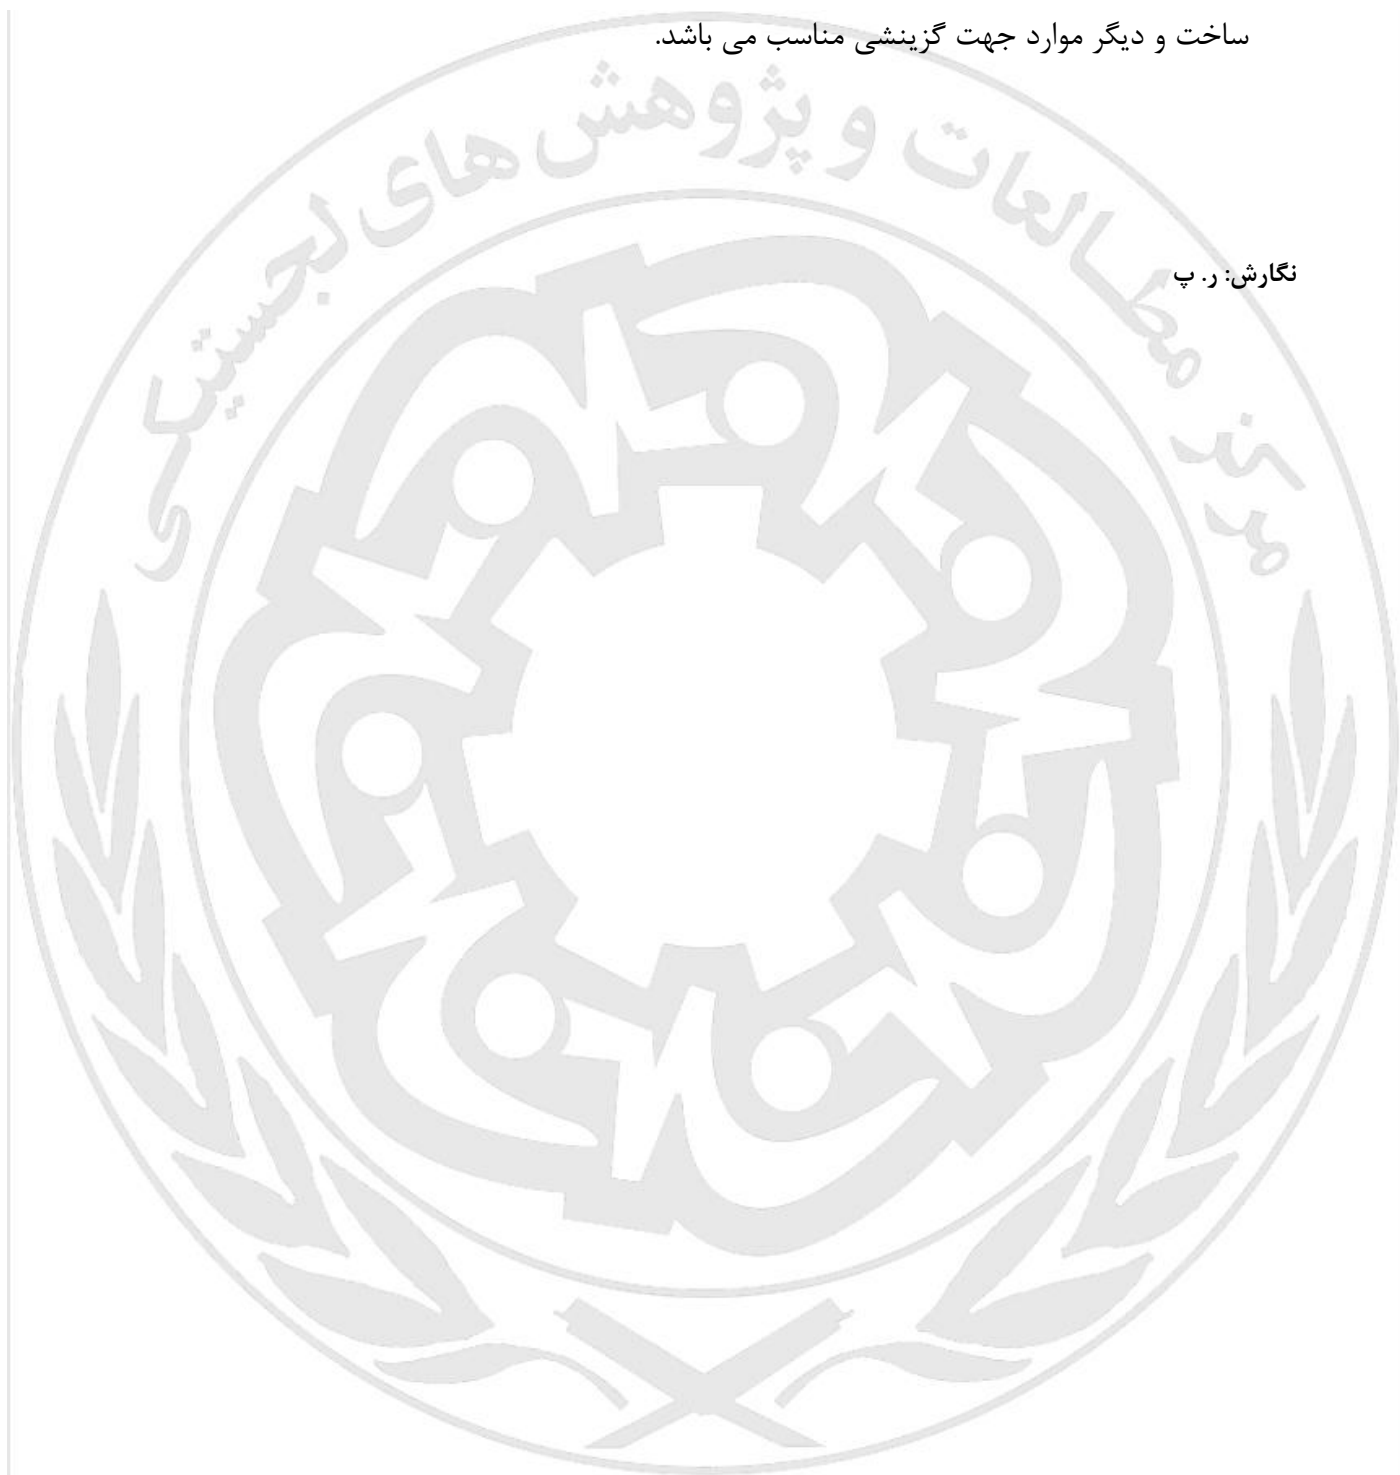 ساخت و دیگر موارد جهت گزینشی مناسب می باشد.
مرکز مطالعات و پژوهش های لجستیکی
نگارش: ر. پ